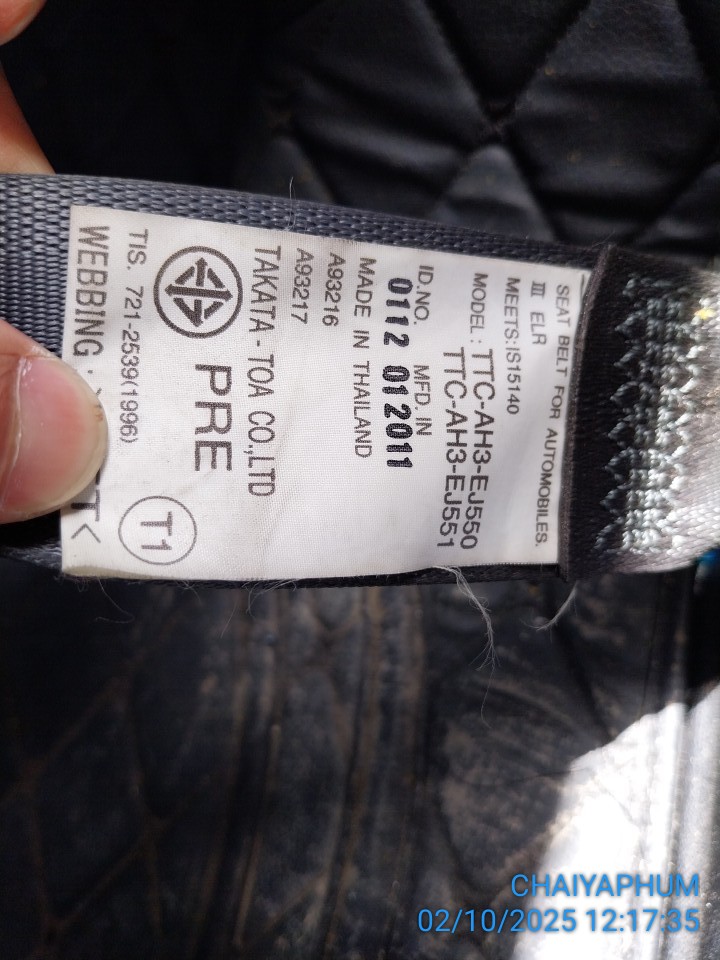 SEAT BELT FOR AUTOMOBILES.
III ELR
MEETS:IS15140
MODEL : TTC-AH3-EJ550
TTC-AH3-EJ551
ID.NO. MFD.IN
0112 012011
MADE IN THAILAND
A93216
A93217
TAKATA - TOA CO.,LTD
PRE
TIS. 721-2539(1996) T1
WEBBING :
CHAIYAPHUM
02/10/2025 12:17:35